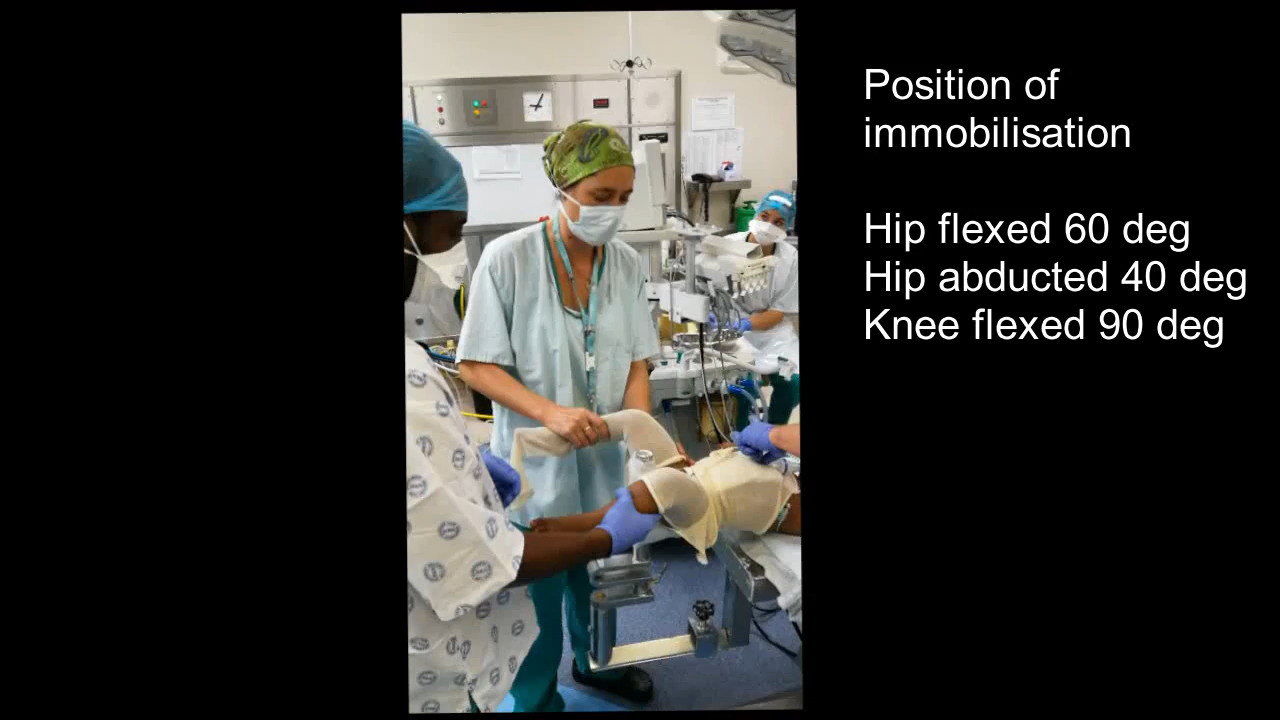 Position of
immobilisation
Hip flexed 60 deg
Hip abducted 40 deg
Knee flexed 90 deg